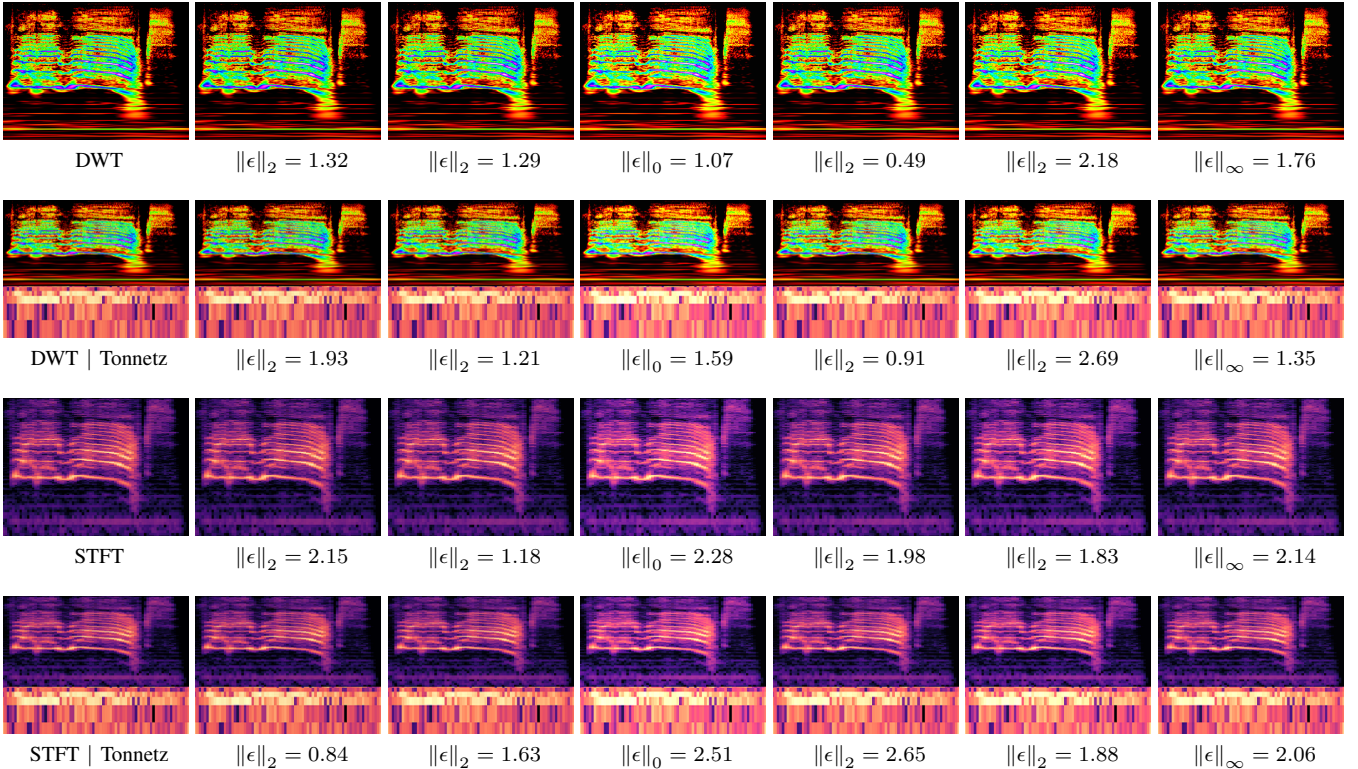 DWT ‖ϵ‖₂ = 1.32 ‖ϵ‖₂ = 1.29 ‖ϵ‖₀ = 1.07 ‖ϵ‖₂ = 0.49 ‖ϵ‖₂ = 2.18 ‖ϵ‖∞ = 1.76
DWT | Tonnetz ‖ϵ‖₂ = 1.93 ‖ϵ‖₂ = 1.21 ‖ϵ‖₀ = 1.59 ‖ϵ‖₂ = 0.91 ‖ϵ‖₂ = 2.69 ‖ϵ‖∞ = 1.35
STFT ‖ϵ‖₂ = 2.15 ‖ϵ‖₂ = 1.18 ‖ϵ‖₀ = 2.28 ‖ϵ‖₂ = 1.98 ‖ϵ‖₂ = 1.83 ‖ϵ‖∞ = 2.14
STFT | Tonnetz ‖ϵ‖₂ = 0.84 ‖ϵ‖₂ = 1.63 ‖ϵ‖₀ = 2.51 ‖ϵ‖₂ = 2.65 ‖ϵ‖₂ = 1.88 ‖ϵ‖∞ = 2.06